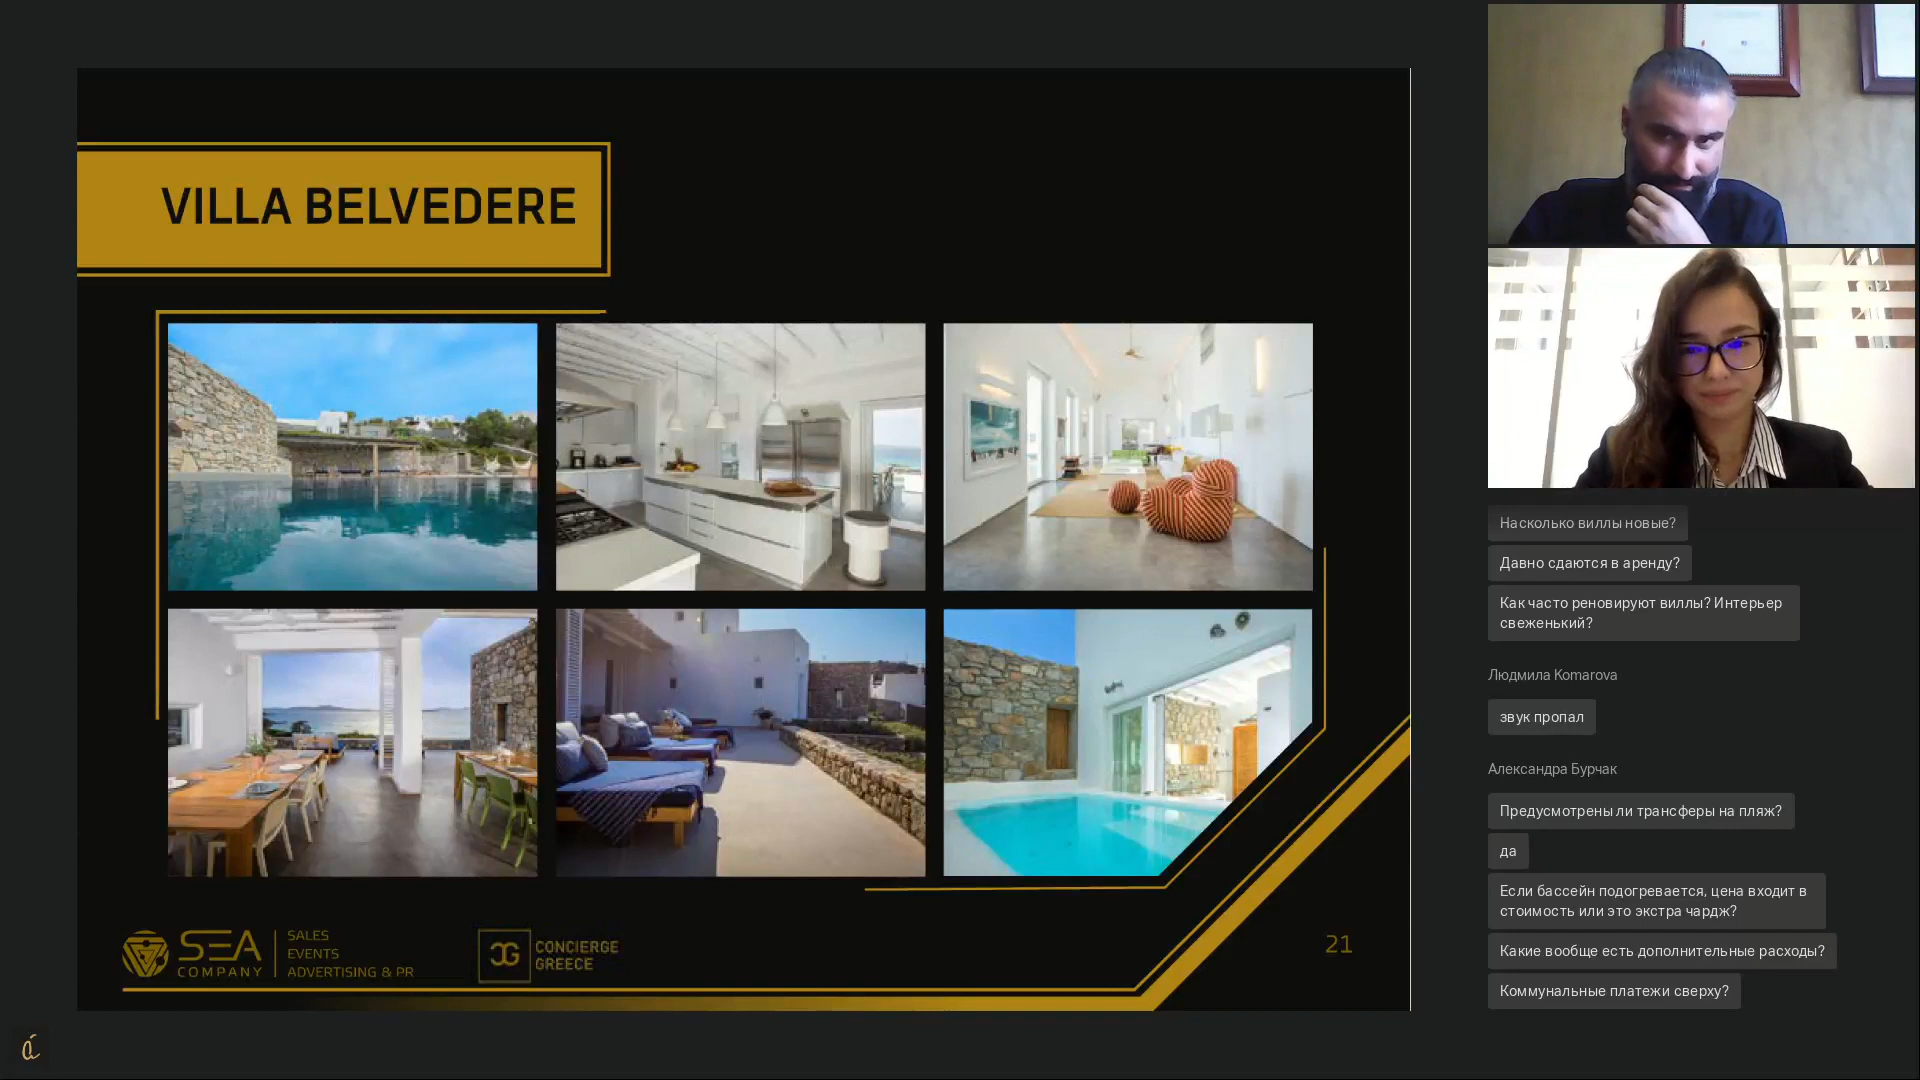 VILLA BELVEDERE
SEA
COMPANY
SALES
EVENTS
ADVERTISING & PR
CG
CONCIERGE
GREECE
21
Насколько виллы новые?
Давно сдаются в аренду?
Как часто реновируют виллы? Интерьер
свеженький?
Людмила Komarova
звук пропал
Александра Бурчак
Предусмотрены ли трансферы на пляж?
да
Если бассейн подогревается, цена входит в
стоимость или это экстра чардж?
Какие вообще есть дополнительные расходы?
Коммунальные платежи сверху?
á